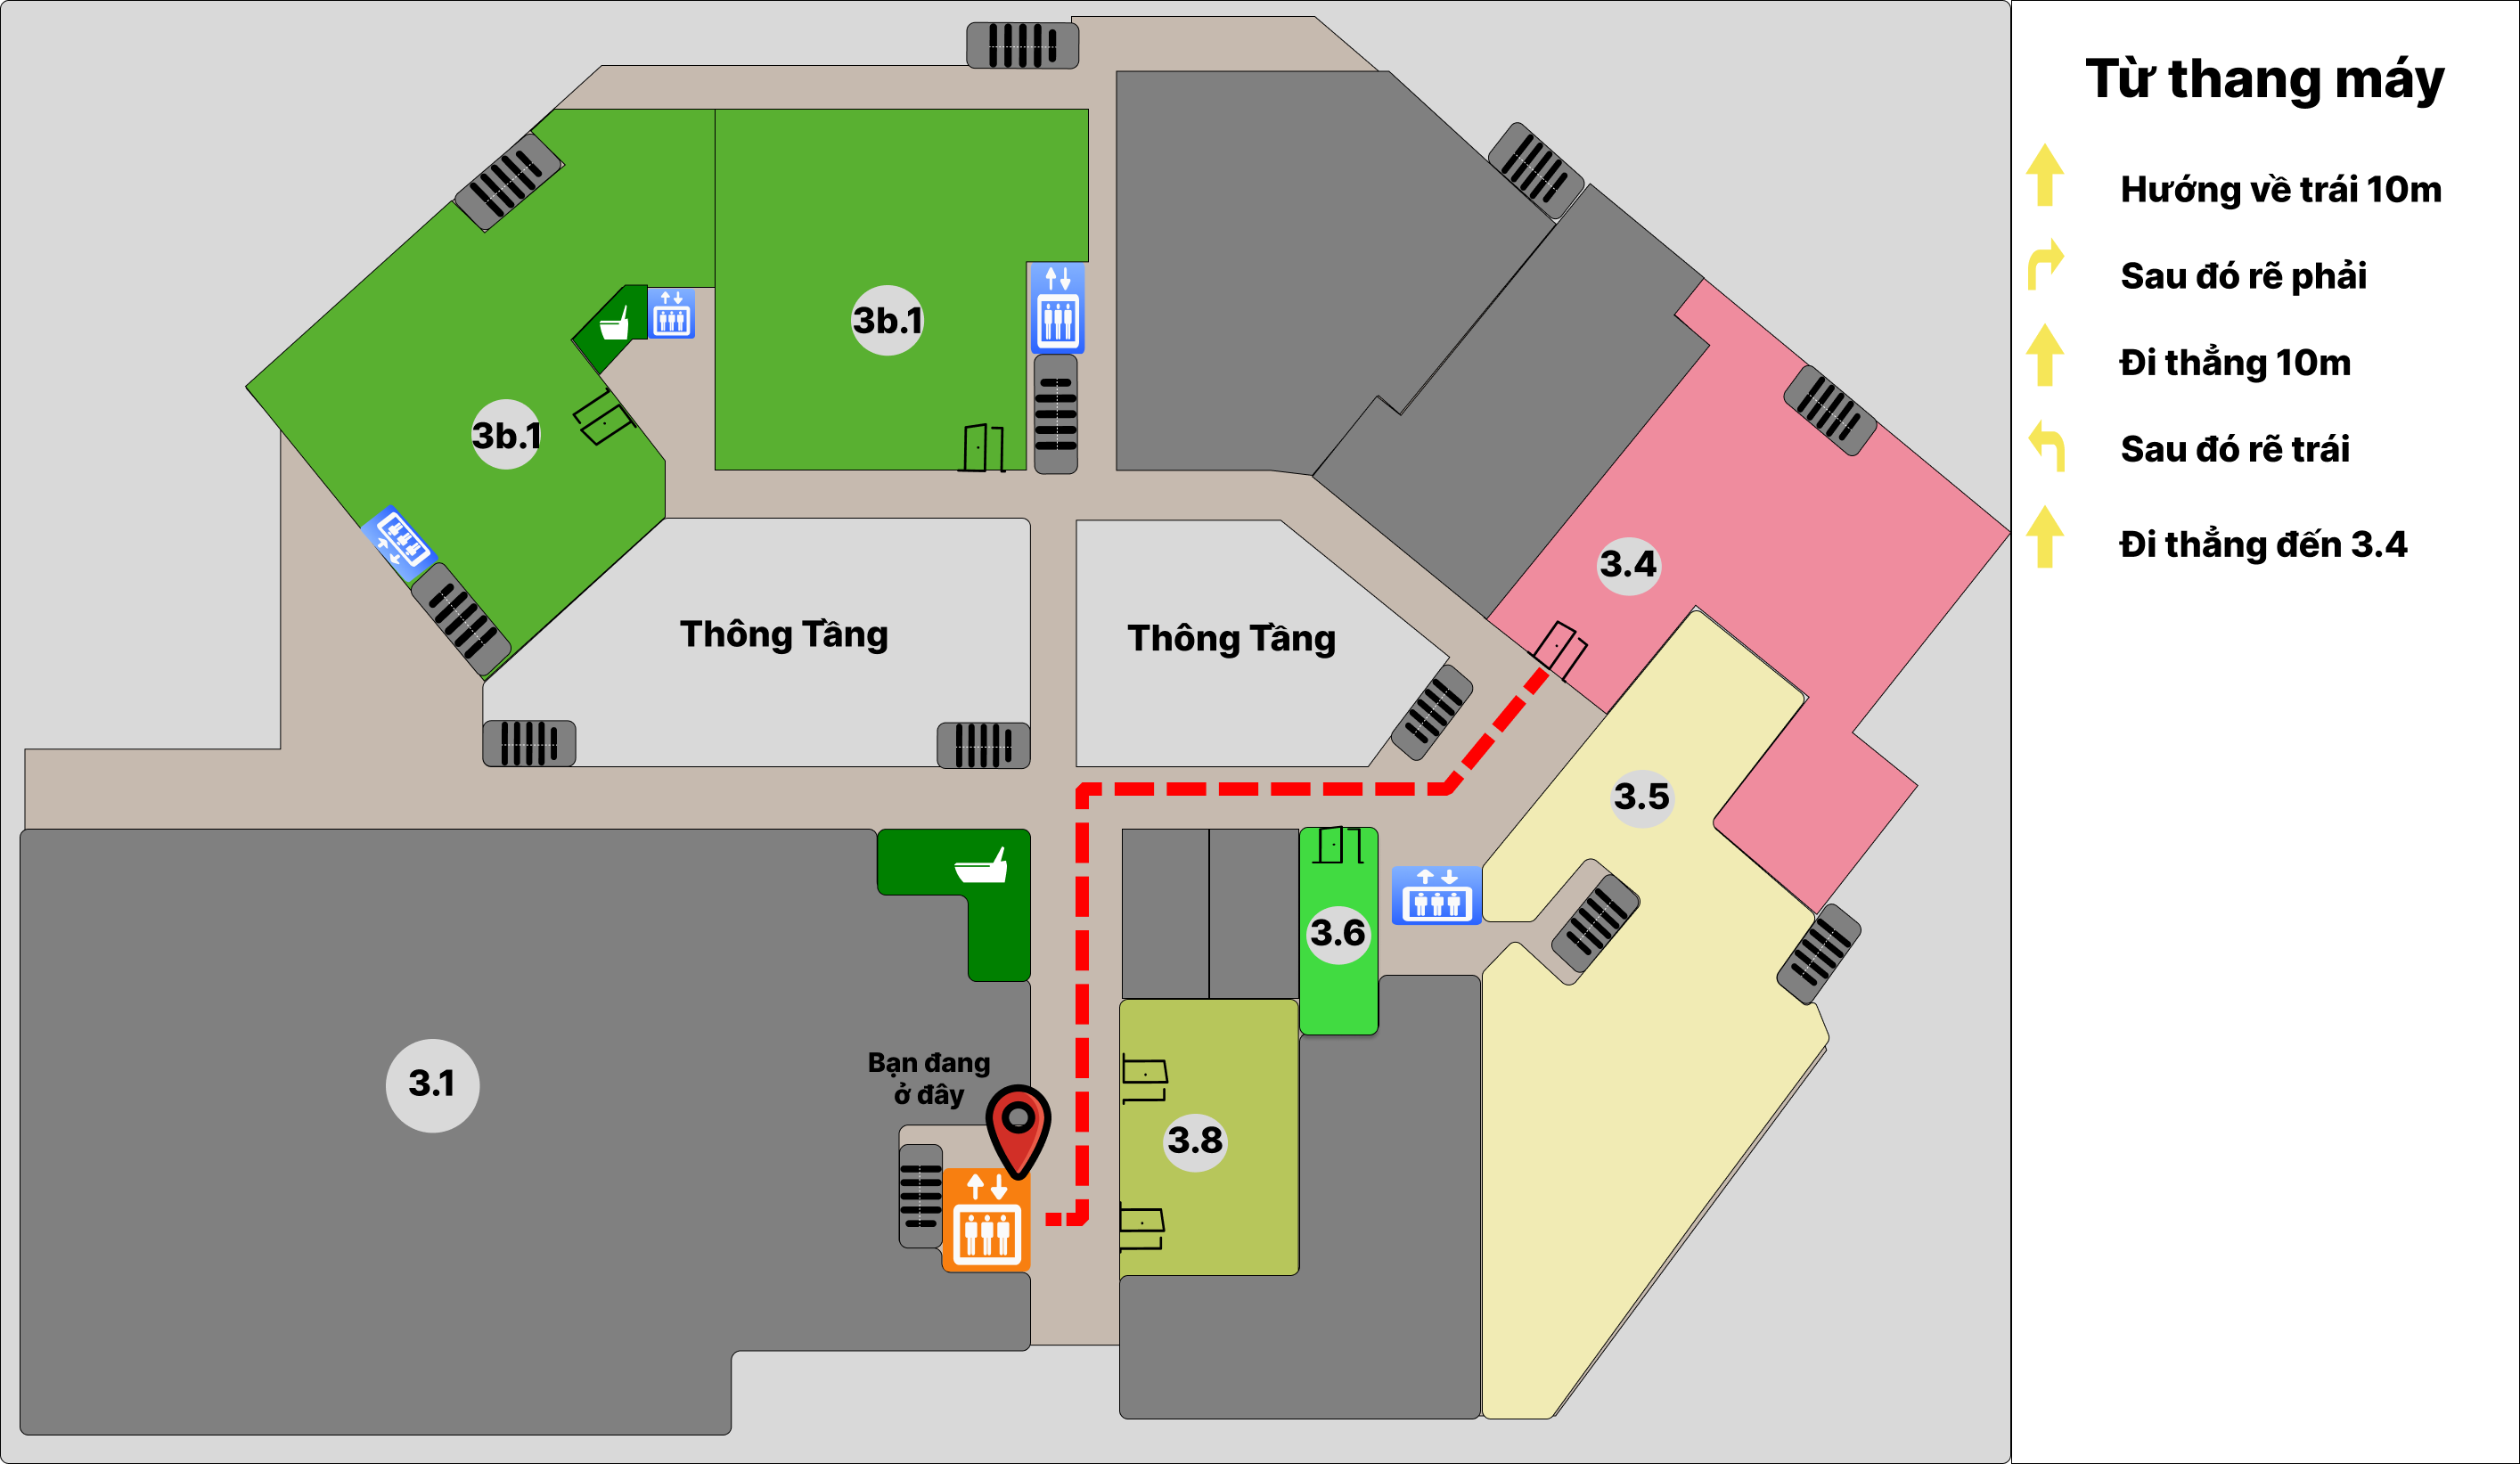 Từ thang máy
Hướng về trái 10m
Sau đó rẽ phải
Đi thẳng 10m
Sau đó rẽ trái
Đi thẳng đến 3.4
3b.1
3b.1
3.4
Thông Tầng
Thông Tầng
3.5
3.6
Bạn đang
ở đây
3.1
3.8